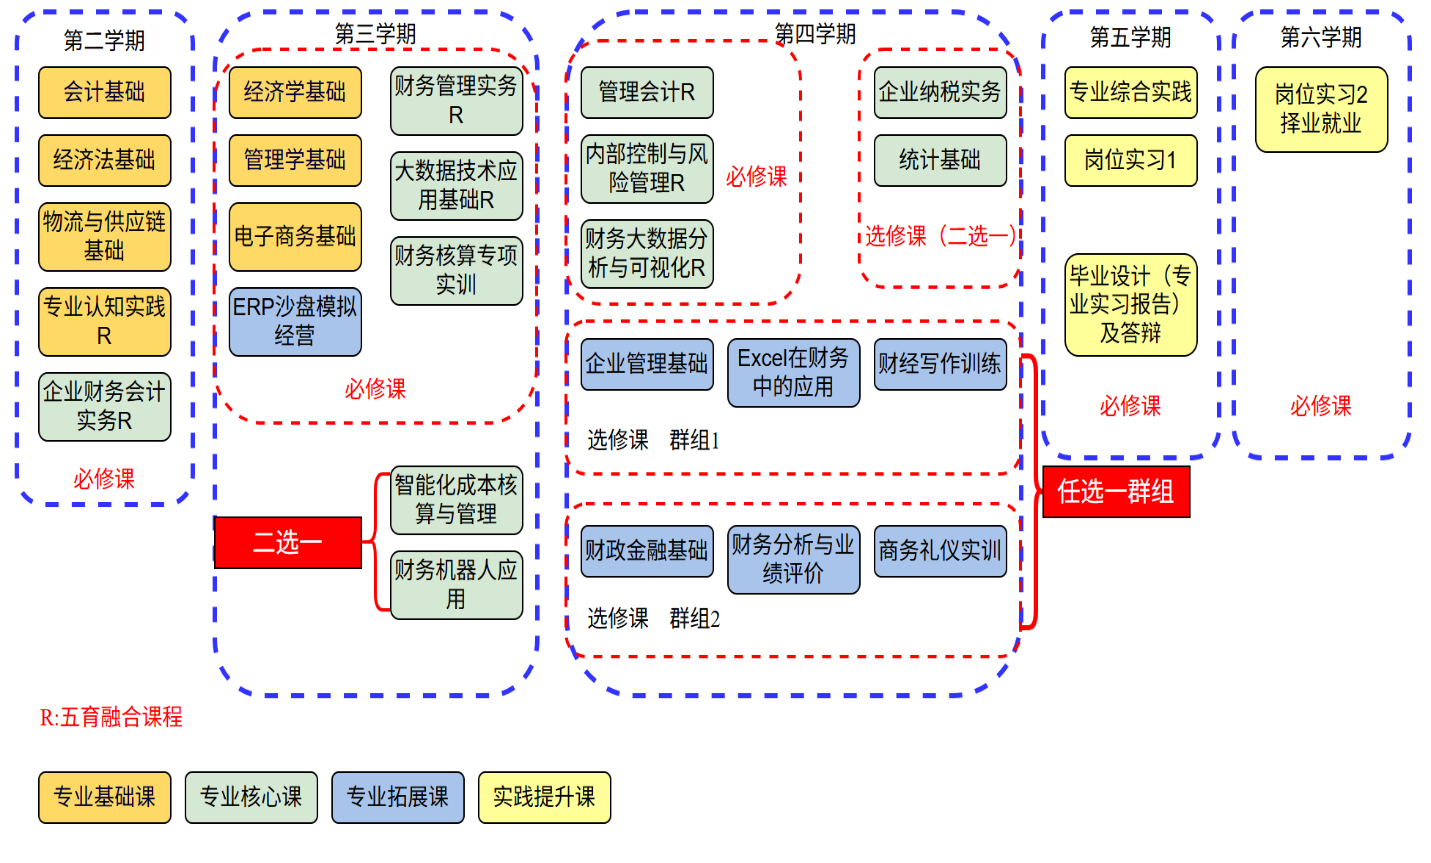 第二学期
会计基础
经济法基础
物流与供应链
基础
专业认知实践
R
企业财务会计
实务R
必修课
第三学期
经济学基础
管理学基础
电子商务基础
ERP沙盘模拟
经营
财务管理实务
R
大数据技术应
用基础R
财务核算专项
实训
必修课
二选一
智能化成本核
算与管理
财务机器人应
用
第四学期
管理会计R
内部控制与风
险管理R
财务大数据分
析与可视化R
必修课
企业纳税实务
统计基础
选修课（二选一）
企业管理基础
Excel在财务
中的应用
财经写作训练
选修课 群组1
财政金融基础
财务分析与业
绩评价
商务礼仪实训
选修课 群组2
任选一群组
第五学期
专业综合实践
岗位实习1
毕业设计（专
业实习报告）
及答辩
必修课
第六学期
岗位实习2
择业就业
必修课
R:五育融合课程
专业基础课
专业核心课
专业拓展课
实践提升课